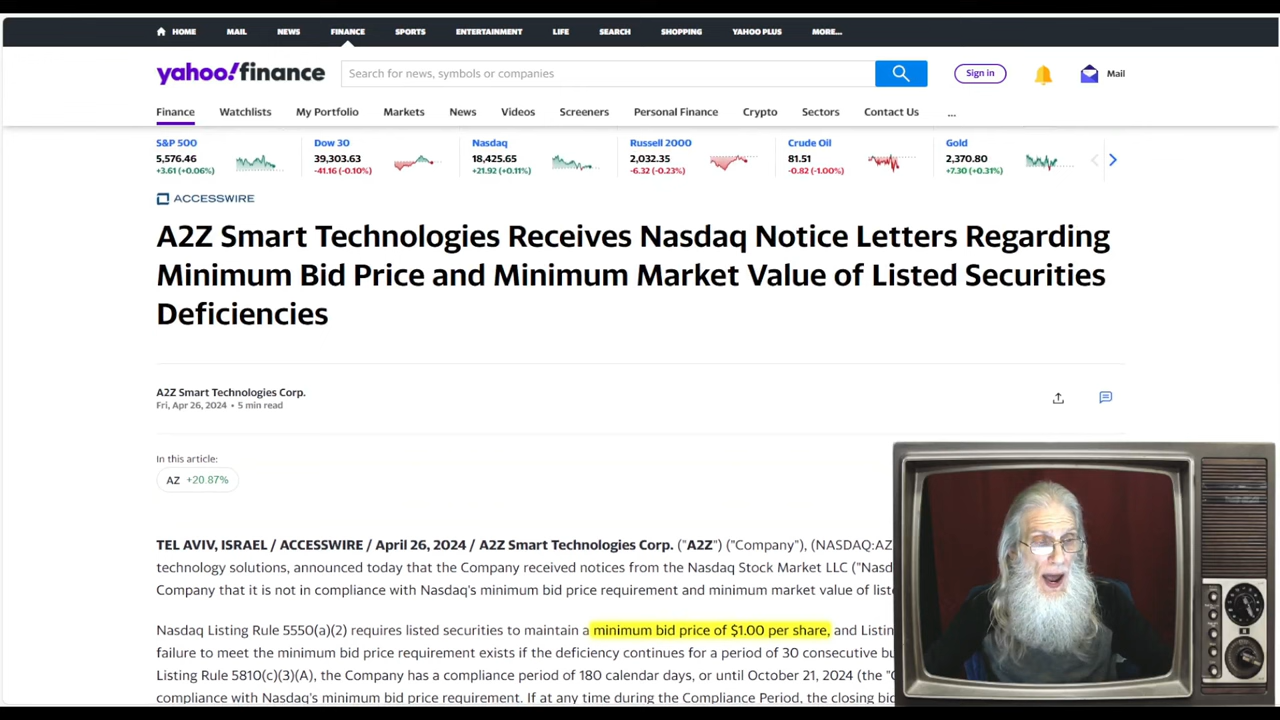 HOME MAIL NEWS FINANCE SPORTS ENTERTAINMENT LIFE SEARCH SHOPPING YAHOO PLUS MORE...
yahoo!finance Search for news, symbols or companies Sign in Mail
Finance Watchlists My Portfolio Markets News Videos Screeners Personal Finance Crypto Sectors Contact Us ...
S&P 500 Dow 30 Nasdaq Russell 2000 Crude Oil Gold
5,576.46 39,303.63 18,425.65 2,032.35 81.51 2,370.80
+3.61 (+0.06%) -41.16 (-0.10%) +21.92 (+0.11%) -6.32 (-0.23%) -0.82 (-1.00%) +7.30 (+0.31%)
ACCESSWIRE
A2Z Smart Technologies Receives Nasdaq Notice Letters Regarding
Minimum Bid Price and Minimum Market Value of Listed Securities
Deficiencies
A2Z Smart Technologies Corp.
Fri, Apr 26, 2024 • 5 min read
In this article:
AZ +20.87%
TEL AVIV, ISRAEL / ACCESSWIRE / April 26, 2024 / A2Z Smart Technologies Corp. ("A2Z") ("Company"), (NASDAQ:AZ
technology solutions, announced today that the Company received notices from the Nasdaq Stock Market LLC ("Nasd
Company that it is not in compliance with Nasdaq's minimum bid price requirement and minimum market value of list
Nasdaq Listing Rule 5550(a)(2) requires listed securities to maintain a minimum bid price of $1.00 per share, and Listin
failure to meet the minimum bid price requirement exists if the deficiency continues for a period of 30 consecutive bu
Listing Rule 5810(c)(3)(A), the Company has a compliance period of 180 calendar days, or until October 21, 2024 (the "C
compliance with Nasdaq's minimum bid price requirement. If at any time during the Compliance Period, the closing bid